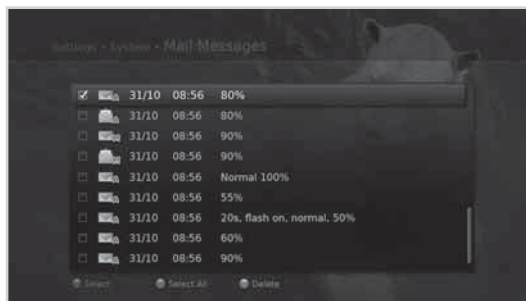 Settings • System • Mail Messages
31/10 08:56 80%
31/10 08:56 80%
31/10 08:56 90%
31/10 08:56 90%
31/10 08:56 Normal 100%
31/10 08:56 55%
31/10 08:56 20s, flash on, normal, 50%
31/10 08:56 60%
31/10 08:56 90%
Select Select All Delete